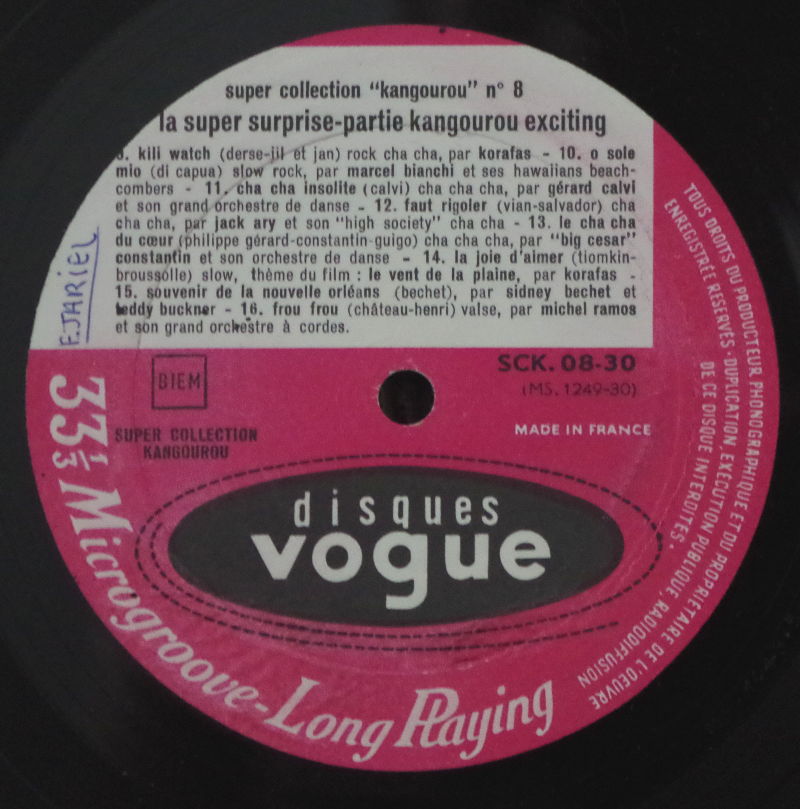 super collection "kangourou" n° 8
la super surprise-partie kangourou exciting
. kill watch (derse-jil et jan) rock cha cha, par korafas - 10. o sole
mio (di capua) slow rock, par marcel bianchi et ses hawaiians beach-
combers - 11. cha cha insolite (calvi) cha cha cha, par gérard calvi
et son grand orchestre de danse - 12. faut rigoler (vian-salvador) cha
cha cha, par jack ary et son "high society" cha cha - 13. le cha cha
du cœur (philippe gérard-constantin-guigo) cha cha cha, par "big cesar"
constantin et son orchestre de danse - 14. la joie d'aimer (tiomkin-
broussolle) slow, thème du film : le vent de la plaine, par korafas -
15. souvenir de la nouvelle orléans (bechet), par sidney bechet et
teddy buckner - 16. frou frou (château-henri) valse, par michel ramos
et son grand orchestre à cordes.
F. JARIEL
BIEM
SUPER COLLECTION
KANGOUROU
SCK. 08-30
(MS. 1249-30)
MADE IN FRANCE
disques
vogue
33 1/3 Microgroove-Long Playing
TOUS DROITS DU PRODUCTEUR PHONOGRAPHIQUE ET DU PROPRIETAIRE DE L'OEUVRE
ENREGISTRÉE RESERVÉS · DUPLICATION EXECUTION PUBLIQUE RADIODIFFUSION
DE CE DISQUE INTERDITES.